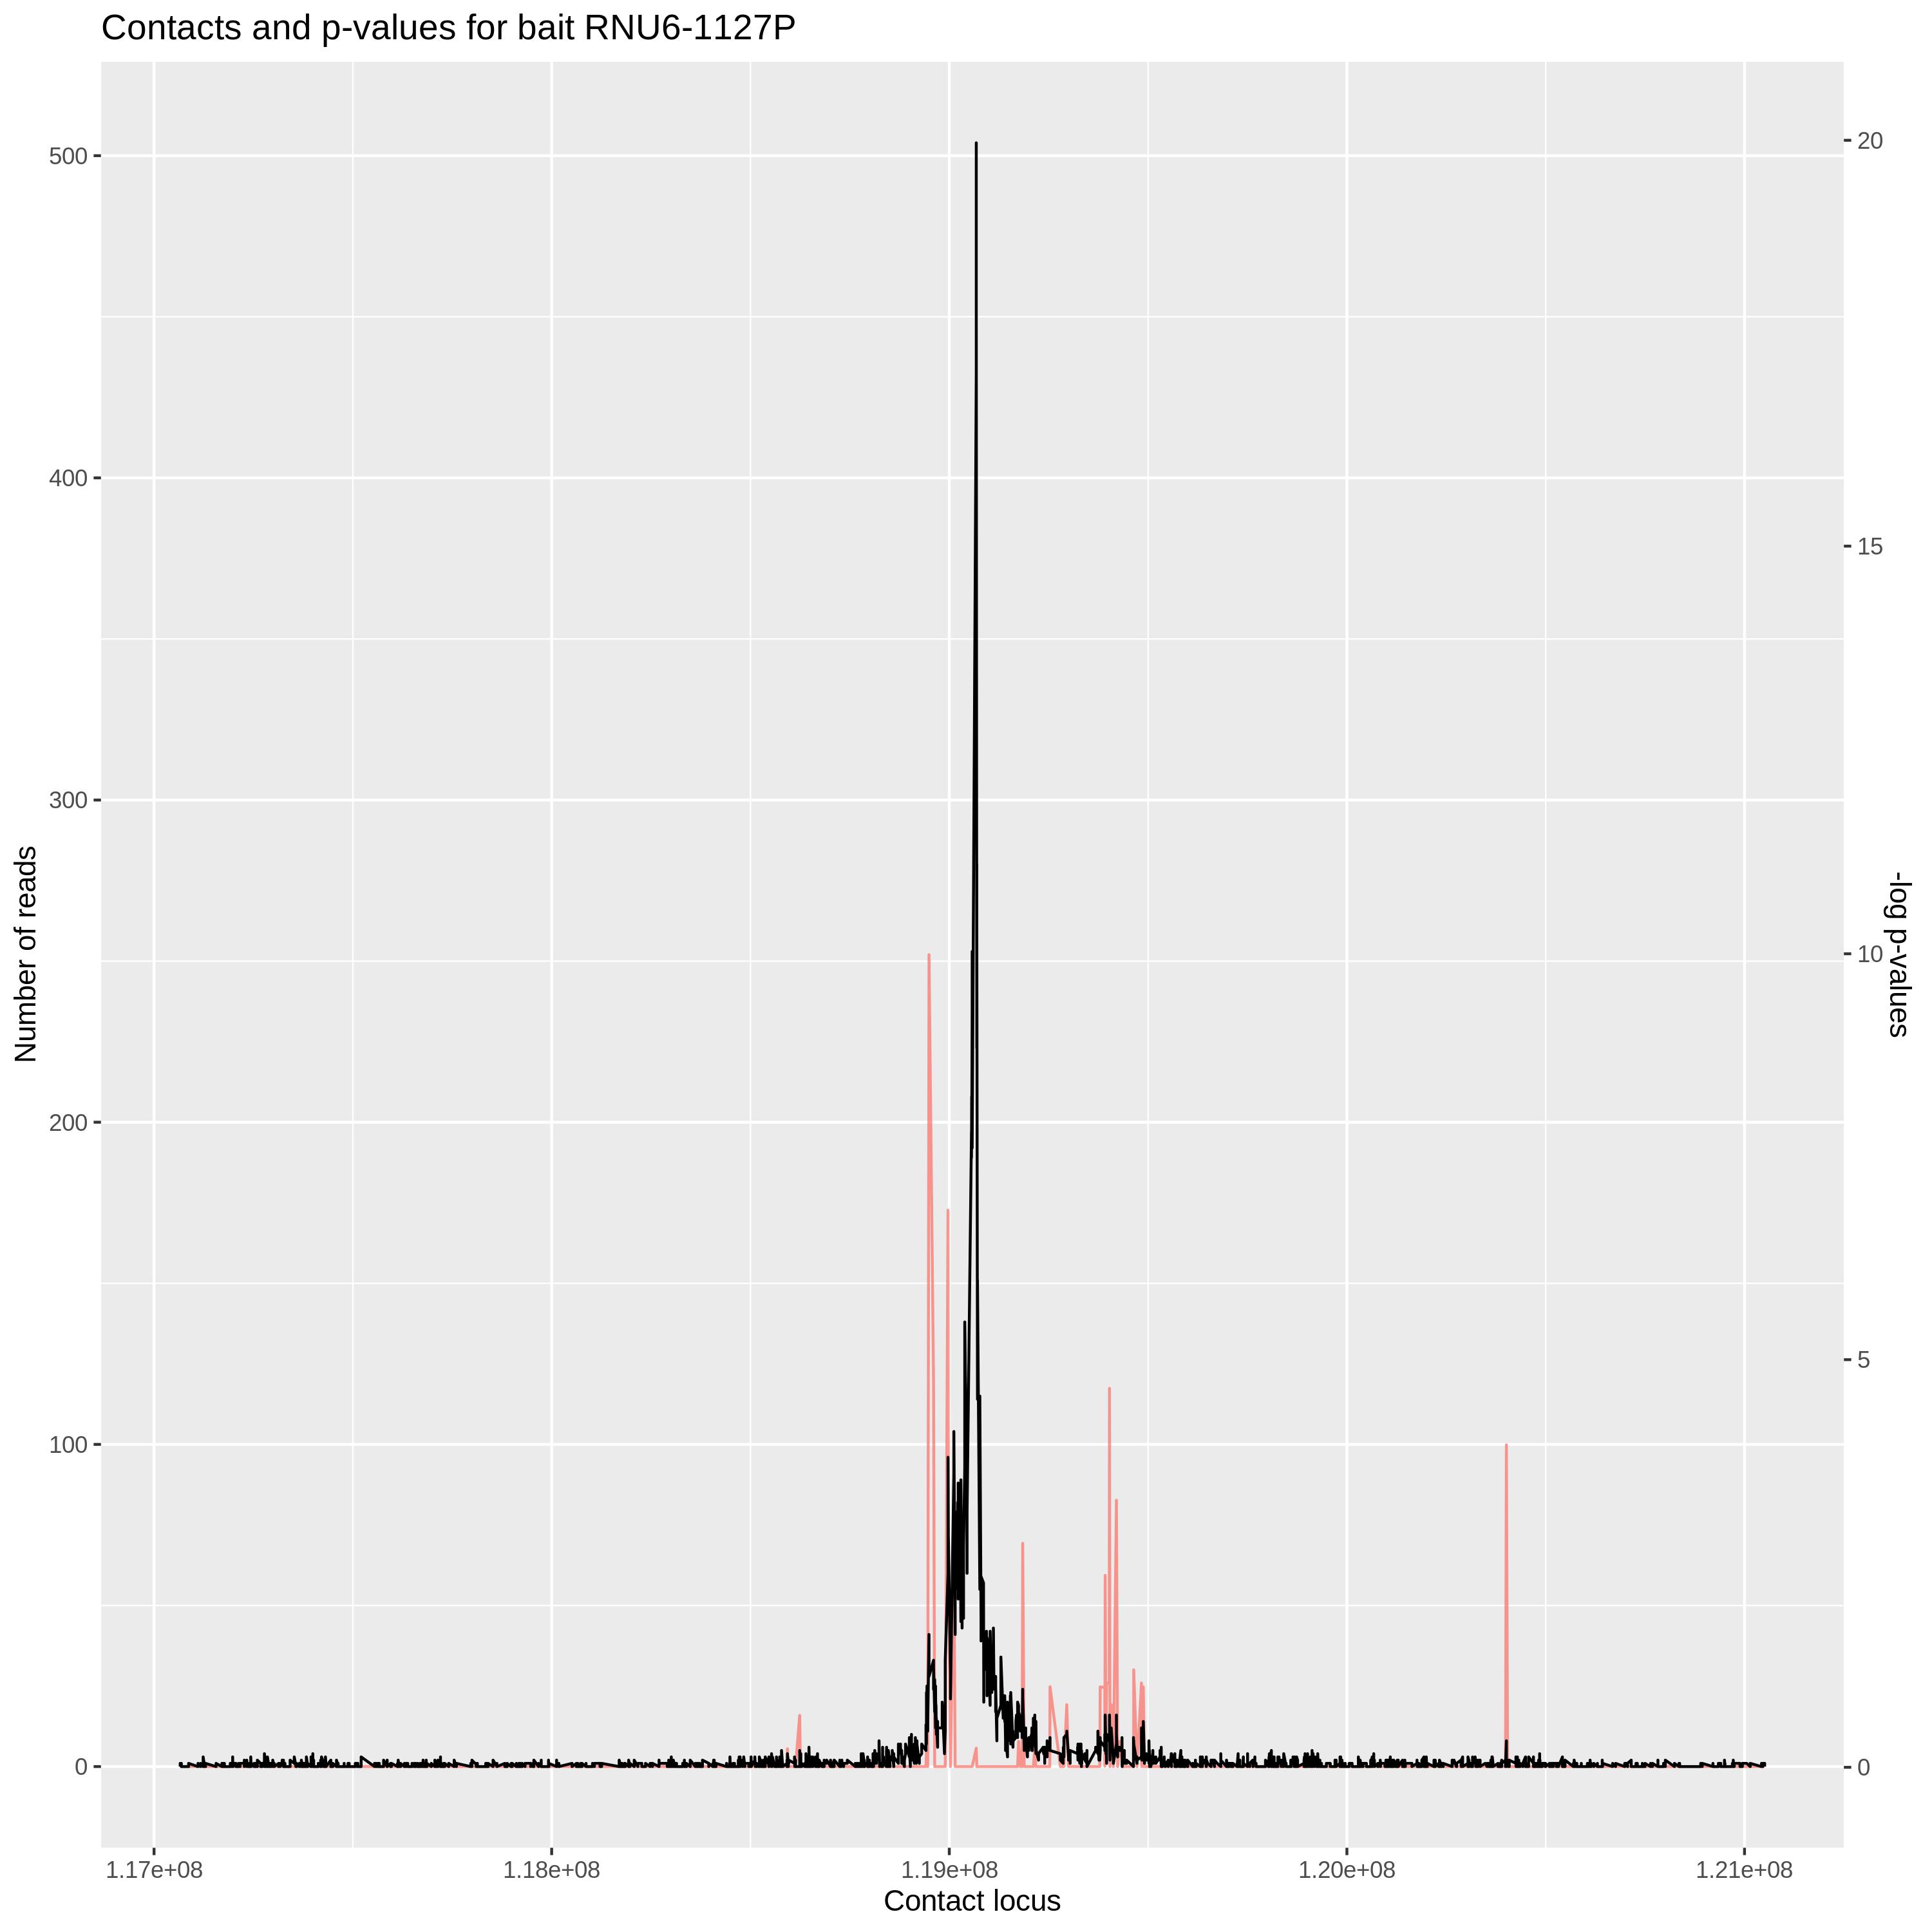 Contacts and p-values for bait RNU6-1127P
500
400
300
200
100
0
Number of reads
20
15
10
5
0
-log p-values
1.17e+08
1.18e+08
1.19e+08
1.20e+08
1.21e+08
Contact locus